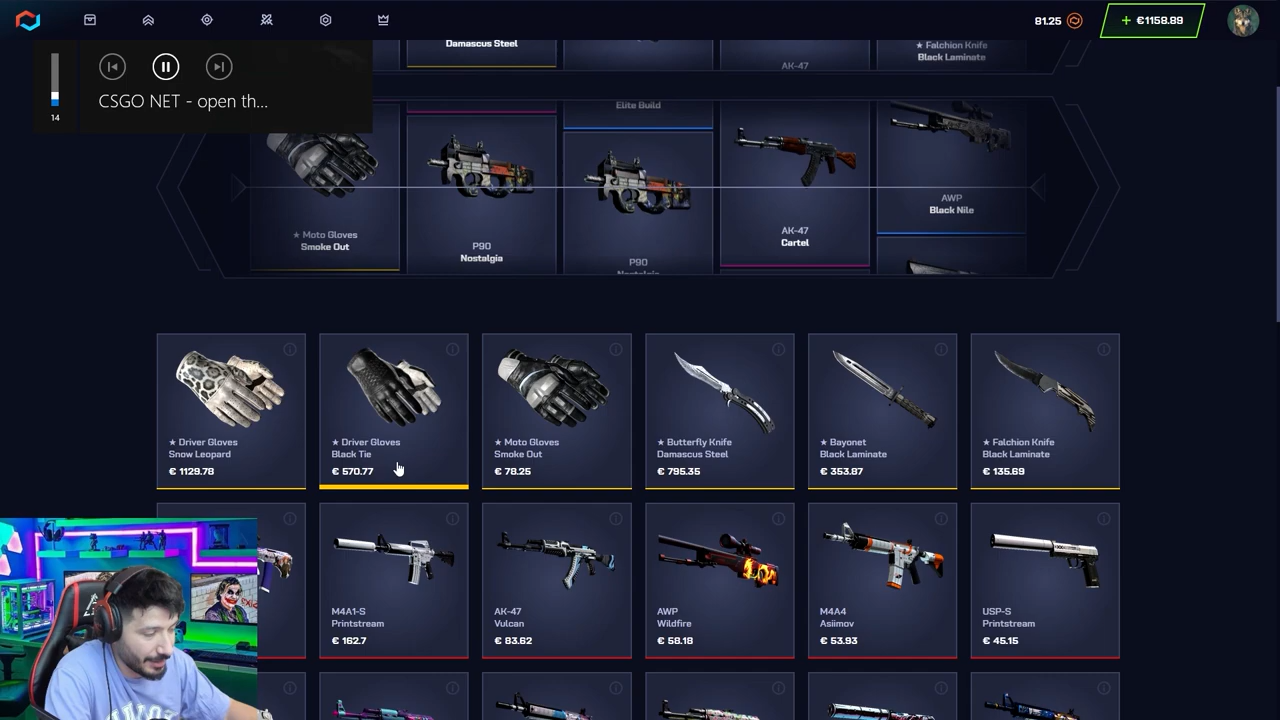 81.25
+ €1158.89
14
CSGO NET - open th...
Damascus Steel
AK-47
★ Falchion Knife
Black Laminate
★ Moto Gloves
Smoke Out
P90
Nostalgia
Elite Build
P90
Nostalgia
AK-47
Cartel
AWP
Black Nile
★ Driver Gloves
Snow Leopard
€ 1129.78
★ Driver Gloves
Black Tie
€ 570.77
★ Moto Gloves
Smoke Out
€ 78.25
★ Butterfly Knife
Damascus Steel
€ 795.35
★ Bayonet
Black Laminate
€ 353.87
★ Falchion Knife
Black Laminate
€ 135.69
M4A1-S
Printstream
€ 162.7
AK-47
Vulcan
€ 83.62
AWP
Wildfire
€ 58.18
M4A4
Asiimov
€ 53.93
USP-S
Printstream
€ 45.15